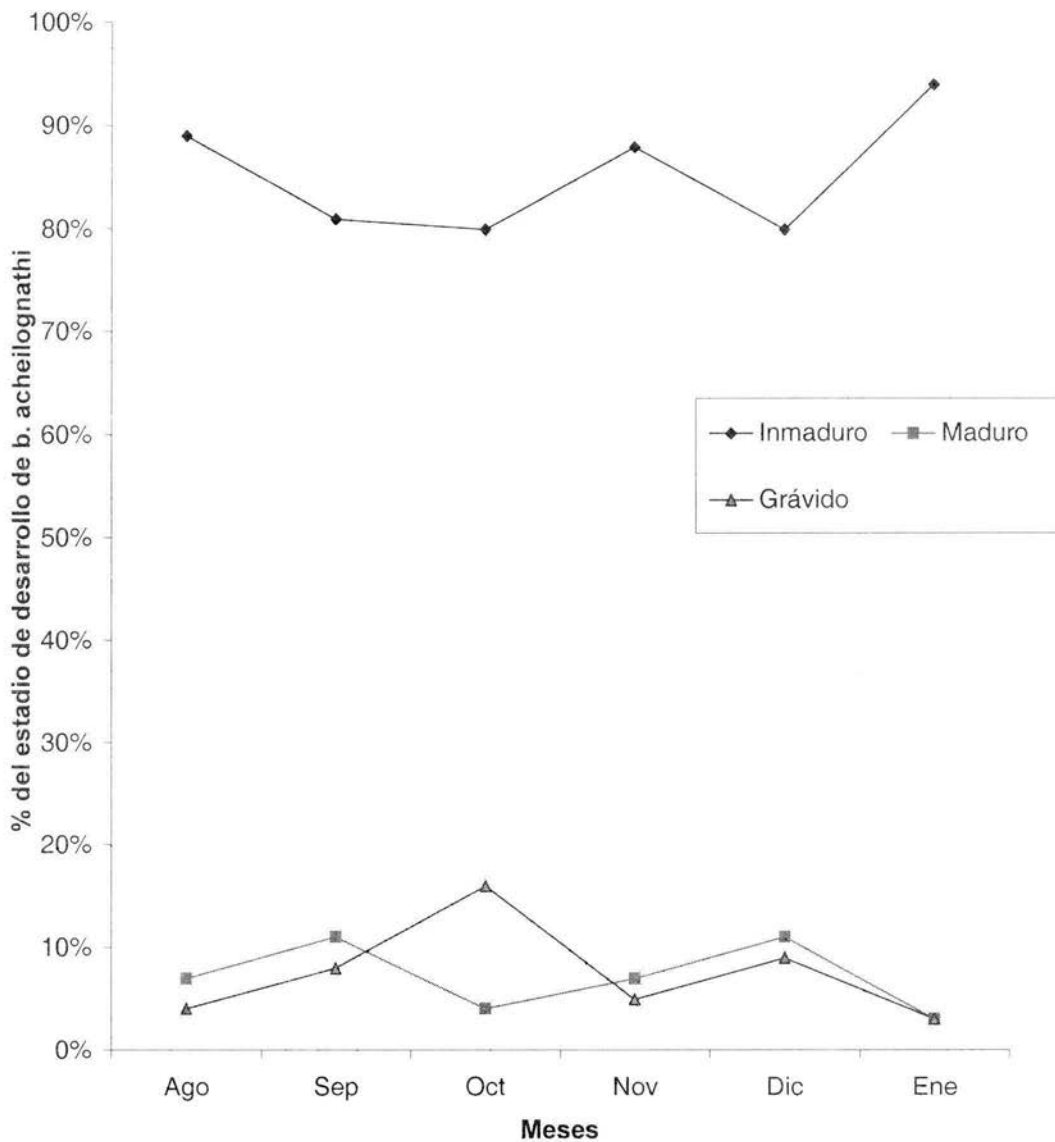 100%
90%
80%
70%
60%
50%
40%
30%
20%
10%
0%
% del estadio de desarrollo de b. acheilognathi
Inmaduro Maduro
Grávido
Ago Sep Oct Nov Dic Ene
Meses